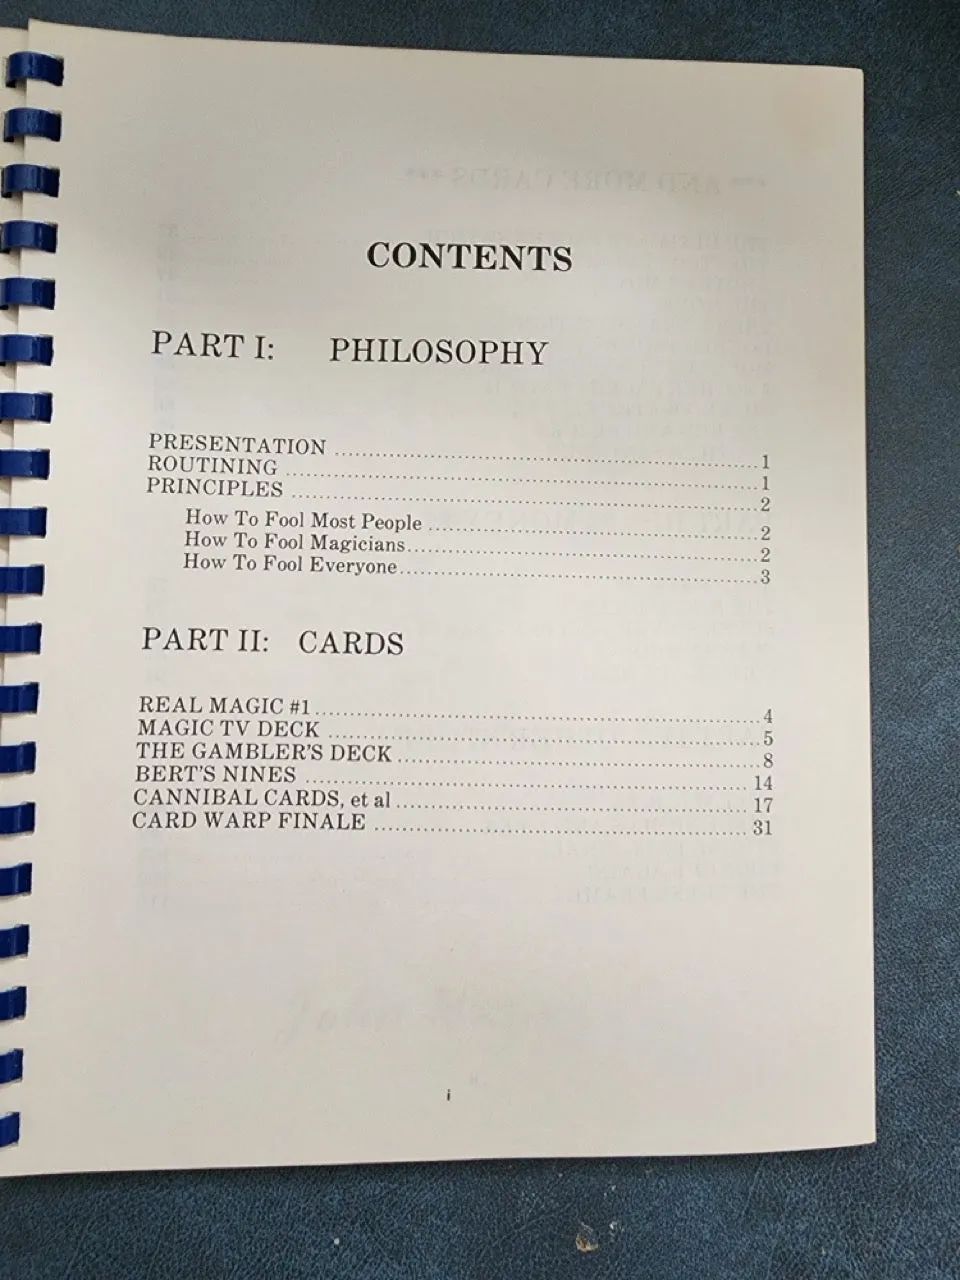 CONTENTS
PART I: PHILOSOPHY
PRESENTATION ........................ 1
ROUTINING ........................ 1
PRINCIPLES ........................ 2
How To Fool Most People ........................ 2
How To Fool Magicians........................ 2
How To Fool Everyone........................ 3
PART II: CARDS
REAL MAGIC #1 ........................ 4
MAGIC TV DECK ........................ 5
THE GAMBLER'S DECK ........................ 8
BERT'S NINES ........................ 14
CANNIBAL CARDS, et al ........................ 17
CARD WARP FINALE ........................ 31
i